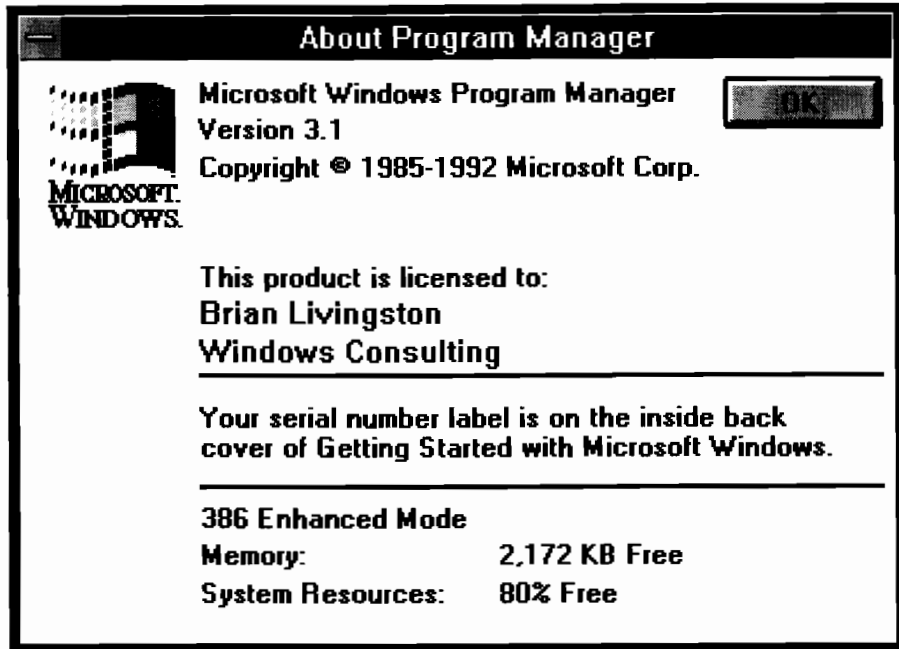 About Program Manager
Microsoft Windows Program Manager
OK
Version 3.1
Copyright © 1985-1992 Microsoft Corp.
MICROSOFT.
WINDOWS.
This product is licensed to:
Brian Livingston
Windows Consulting
Your serial number label is on the inside back
cover of Getting Started with Microsoft Windows.
386 Enhanced Mode
Memory: 2,172 KB Free
System Resources: 80% Free